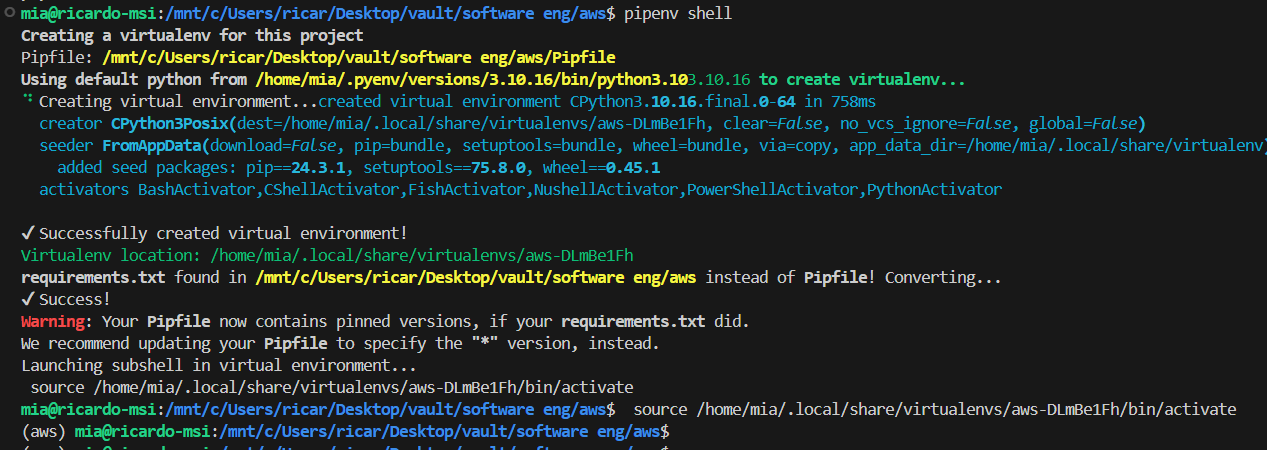 mia@ricardo-msi:/mnt/c/Users/ricar/Desktop/vault/software eng/aws$ pipenv shell
Creating a virtualenv for this project
Pipfile: /mnt/c/Users/ricar/Desktop/vault/software eng/aws/Pipfile
Using default python from /home/mia/.pyenv/versions/3.10.16/bin/python3.103.10.16 to create virtualenv...
⠙ Creating virtual environment...created virtual environment CPython3.10.16.final.0-64 in 758ms
  creator CPython3Posix(dest=/home/mia/.local/share/virtualenvs/aws-DLmBe1Fh, clear=False, no_vcs_ignore=False, global=False)
  seeder FromAppData(download=False, pip=bundle, setuptools=bundle, wheel=bundle, via=copy, app_data_dir=/home/mia/.local/share/virtualenv)
    added seed packages: pip==24.3.1, setuptools==75.8.0, wheel==0.45.1
  activators BashActivator,CShellActivator,FishActivator,NushellActivator,PowerShellActivator,PythonActivator
✔ Successfully created virtual environment!
Virtualenv location: /home/mia/.local/share/virtualenvs/aws-DLmBe1Fh
requirements.txt found in /mnt/c/Users/ricar/Desktop/vault/software eng/aws instead of Pipfile! Converting...
✔ Success!
Warning: Your Pipfile now contains pinned versions, if your requirements.txt did.
We recommend updating your Pipfile to specify the "*" version, instead.
Launching subshell in virtual environment...
 source /home/mia/.local/share/virtualenvs/aws-DLmBe1Fh/bin/activate
mia@ricardo-msi:/mnt/c/Users/ricar/Desktop/vault/software eng/aws$  source /home/mia/.local/share/virtualenvs/aws-DLmBe1Fh/bin/activate
(aws) mia@ricardo-msi:/mnt/c/Users/ricar/Desktop/vault/software eng/aws$